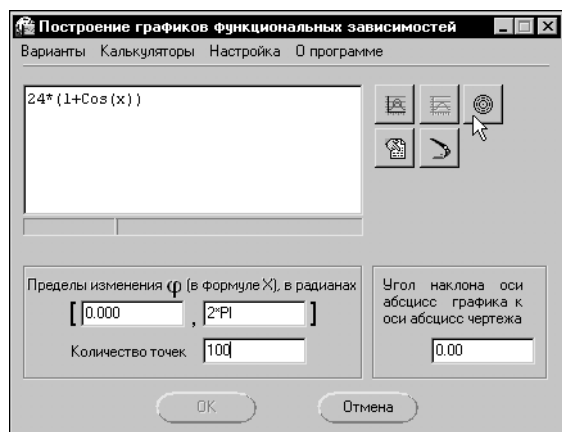 Построение графиков функциональных зависимостей
Варианты Калькуляторы Настройка О программе
24*(1+Cos(x))
Пределы изменения φ (в формуле X), в радианах
[ 0.000 , 2*PI ]
Количество точек 100
Угол наклона оси
абсцисс графика к
оси абсцисс чертежа
0.00
OK Отмена